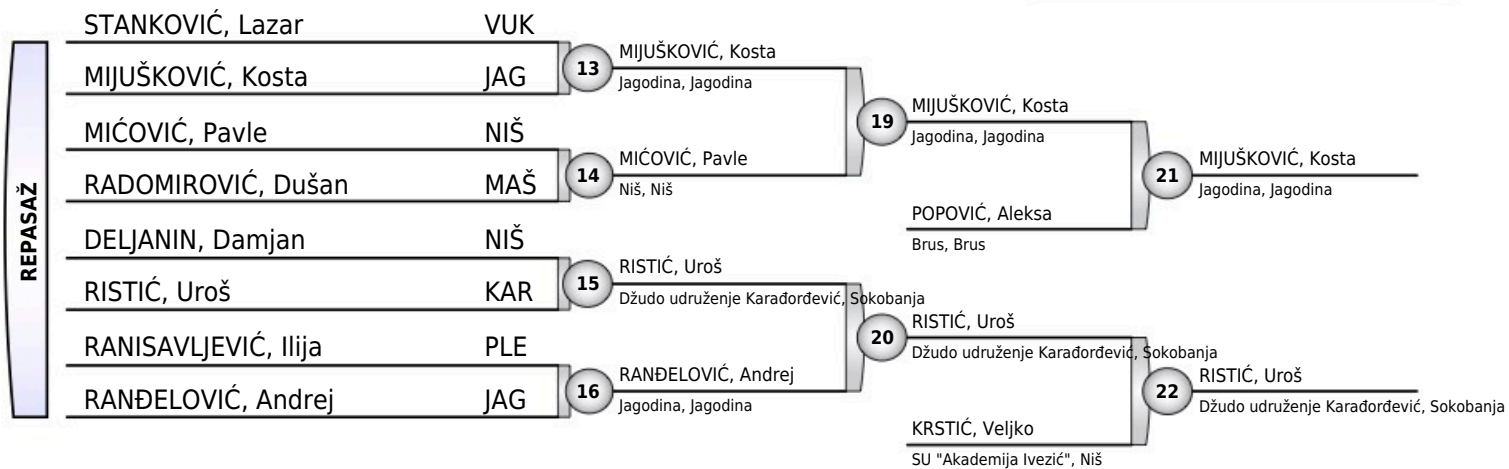 REPASAŽ
STANKOVIĆ, Lazar VUK
MIJUŠKOVIĆ, Kosta JAG
MIĆOVIĆ, Pavle NIŠ
RADOMIROVIĆ, Dušan MAŠ
DELJANIN, Damjan NIŠ
RISTIĆ, Uroš KAR
RANISAVLJEVIĆ, Ilija PLE
RANĐELOVIĆ, Andrej JAG
13
MIJUŠKOVIĆ, Kosta
Jagodina, Jagodina
14
MIĆOVIĆ, Pavle
Niš, Niš
15
RISTIĆ, Uroš
Džudo udruženje Karađorđević, Sokobanja
16
RANĐELOVIĆ, Andrej
Jagodina, Jagodina
19
MIJUŠKOVIĆ, Kosta
Jagodina, Jagodina
POPOVIĆ, Aleksa
Brus, Brus
20
RISTIĆ, Uroš
Džudo udruženje Karađorđević, Sokobanja
KRSTIĆ, Veljko
SU "Akademija Ivezić", Niš
21
MIJUŠKOVIĆ, Kosta
Jagodina, Jagodina
22
RISTIĆ, Uroš
Džudo udruženje Karađorđević, Sokobanja